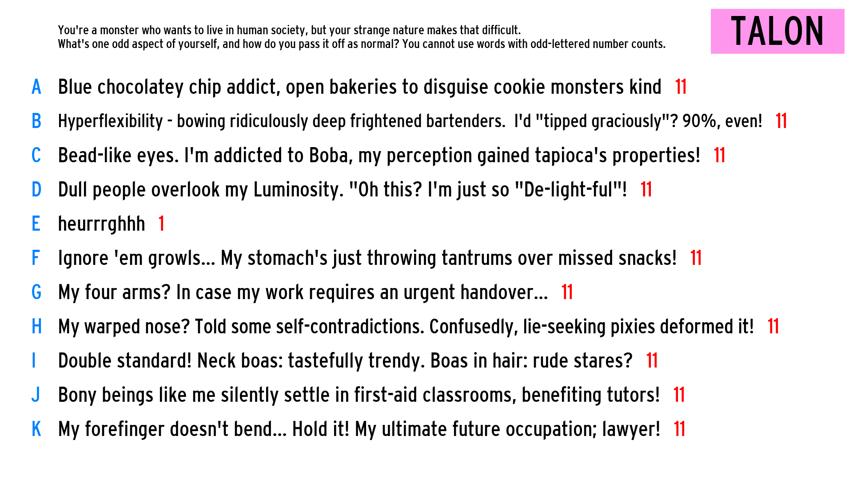 You're a monster who wants to live in human society, but your strange nature makes that difficult.
What's one odd aspect of yourself, and how do you pass it off as normal? You cannot use words with odd-lettered number counts.
TALON
A Blue chocolatey chip addict, open bakeries to disguise cookie monsters kind 11
B Hyperflexibility - bowing ridiculously deep frightened bartenders. I'd "tipped graciously"? 90%, even! 11
C Bead-like eyes. I'm addicted to Boba, my perception gained tapioca's properties! 11
D Dull people overlook my Luminosity. "Oh this? I'm just so "De-light-ful"! 11
E heurrrghhh 1
F Ignore 'em growls... My stomach's just throwing tantrums over missed snacks! 11
G My four arms? In case my work requires an urgent handover... 11
H My warped nose? Told some self-contradictions. Confusedly, lie-seeking pixies deformed it! 11
I Double standard! Neck boas: tastefully trendy. Boas in hair: rude stares? 11
J Bony beings like me silently settle in first-aid classrooms, benefiting tutors! 11
K My forefinger doesn't bend... Hold it! My ultimate future occupation; lawyer! 11